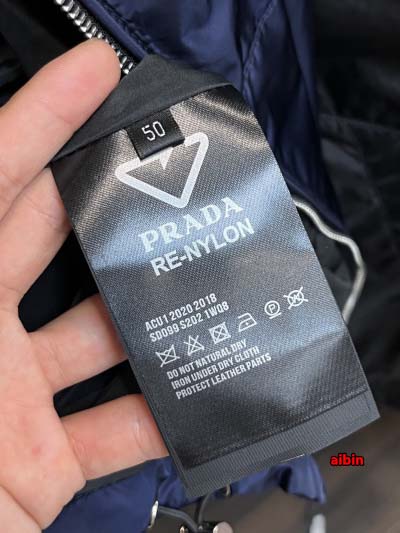 50
PRADA
RE-NYLON
ACU1 2020 2018
SD099 S202 1WQ8
DO NOT NATURAL DRY
IRON UNDER DRY CLOTH
PROTECT LEATHER PARTS
aibin